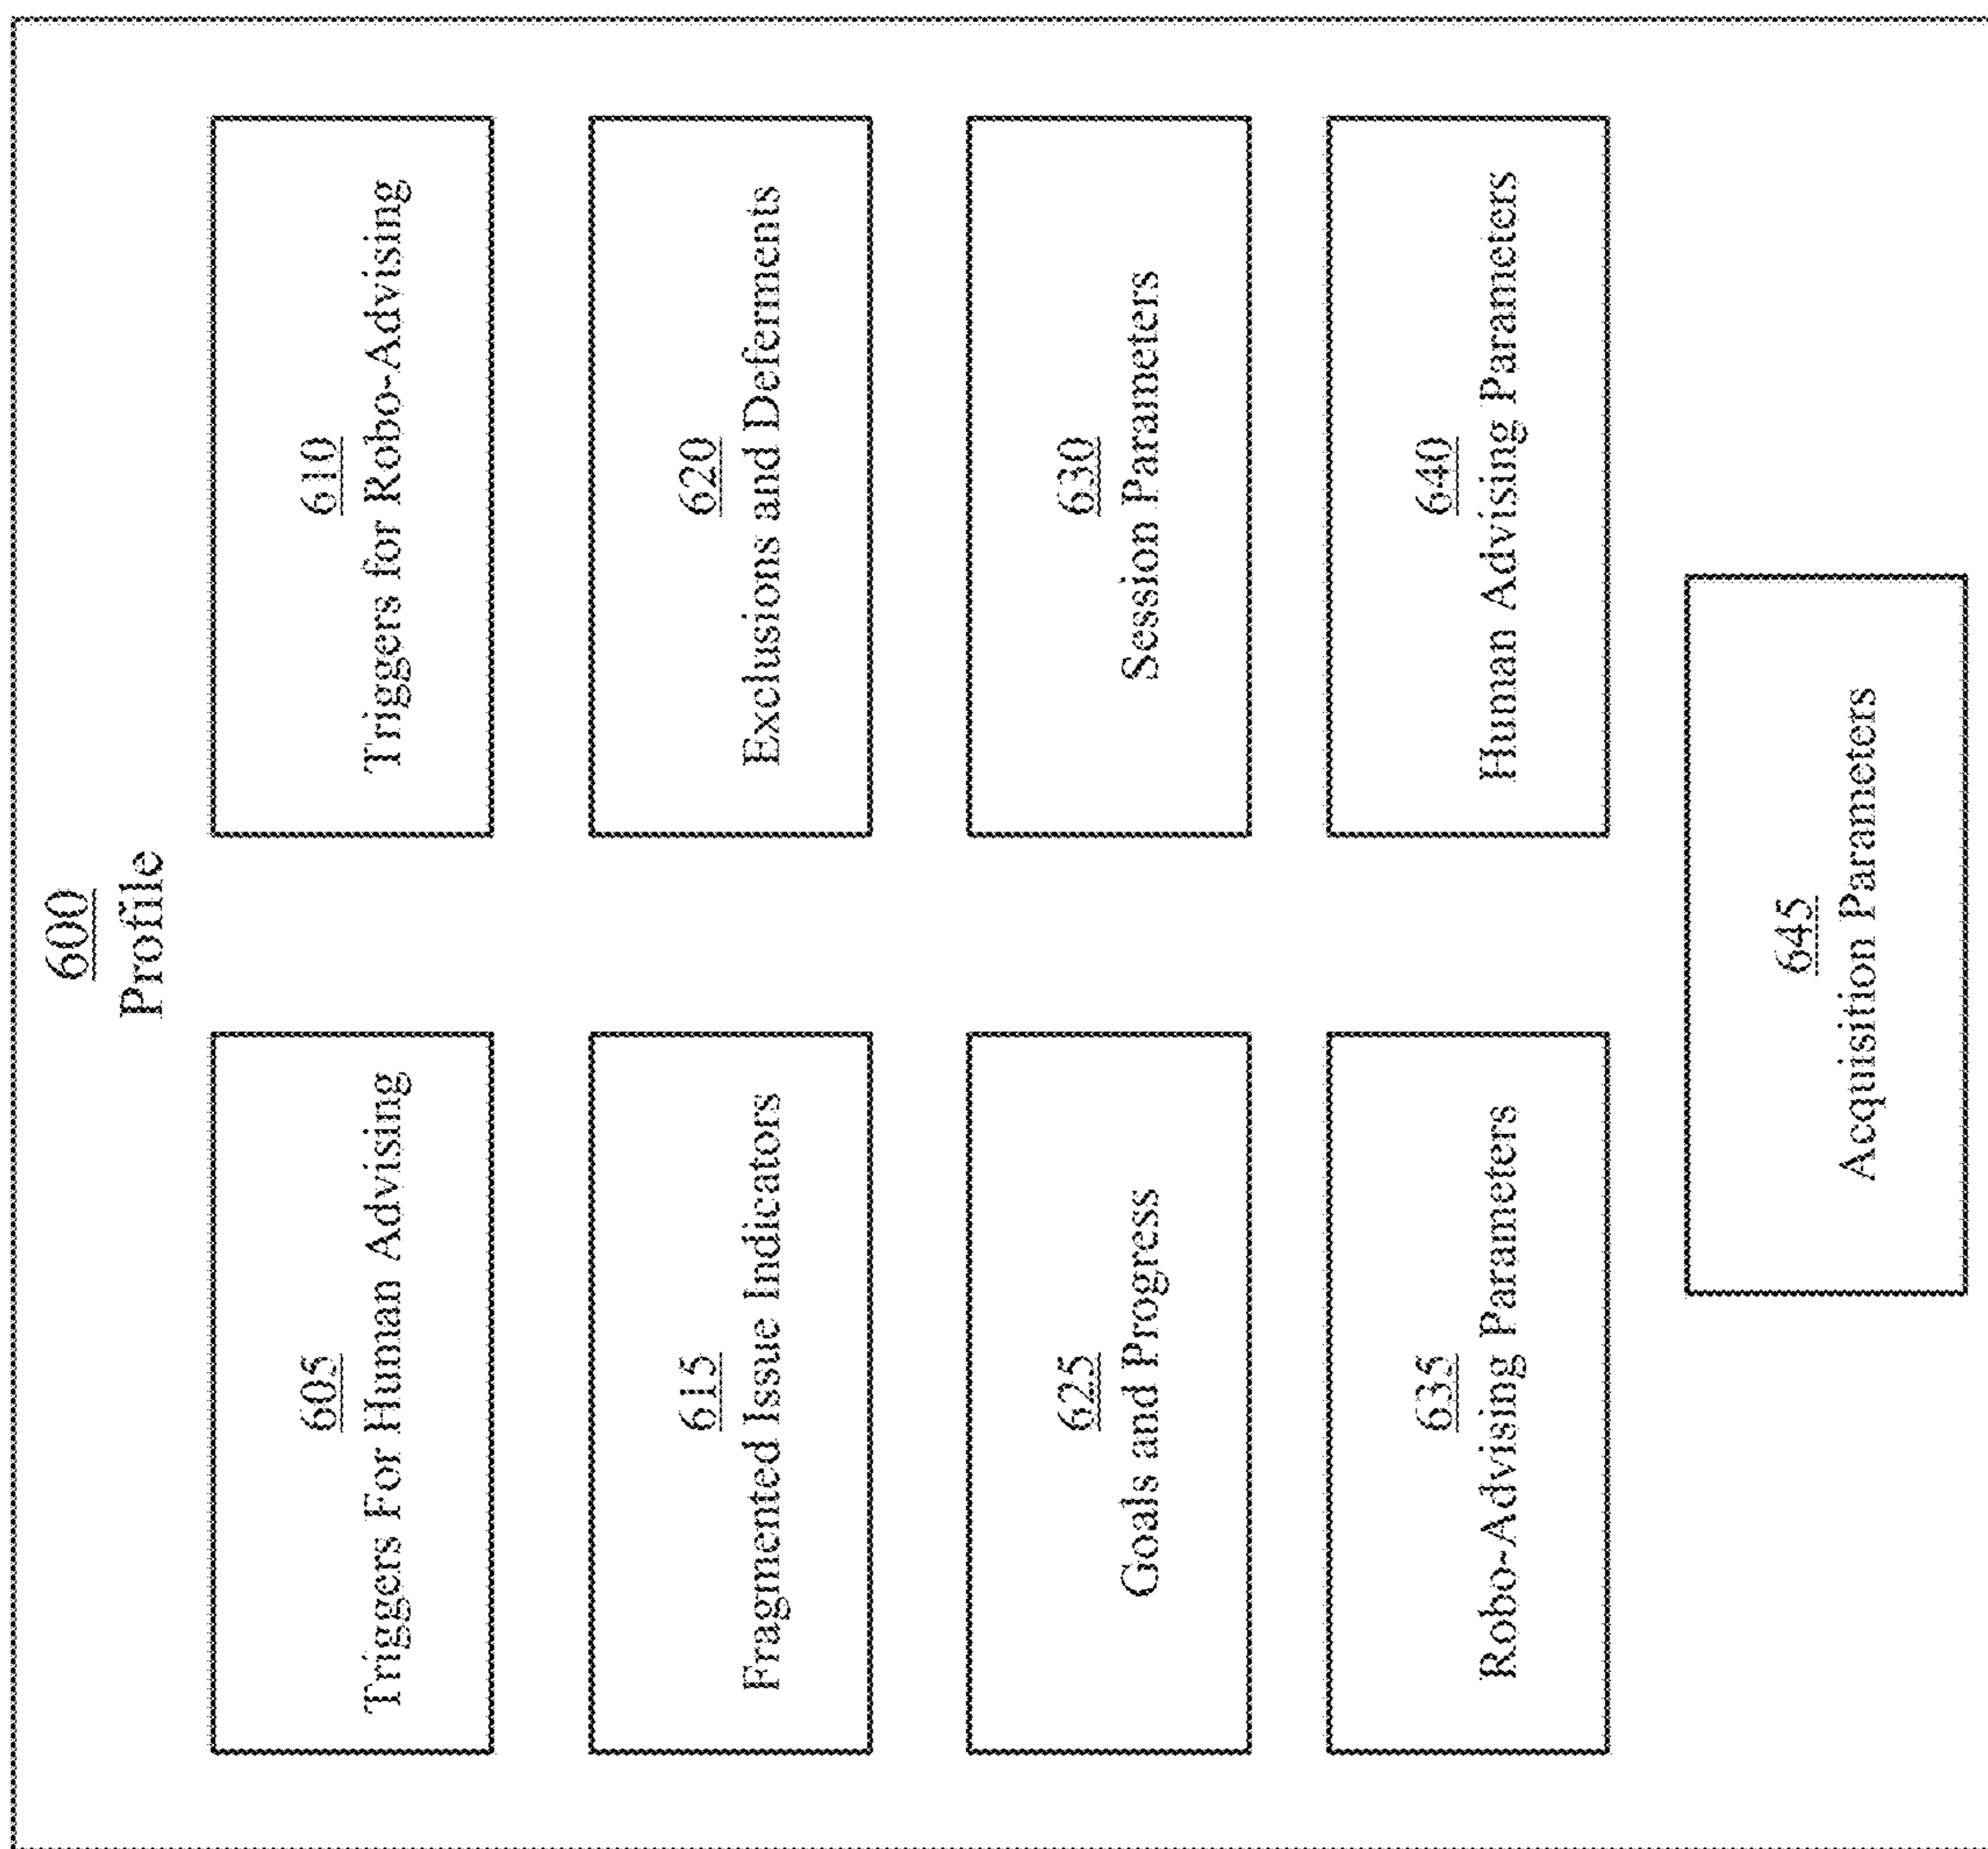 600
Profile
605
Triggers For Human Advising
610
Triggers for Robo-Advising
615
Fragmented Issue Indicators
620
Exclusions and Deferments
625
Goals and Progress
630
Session Parameters
635
Robo-Advising Parameters
640
Human Advising Parameters
645
Acquisition Parameters